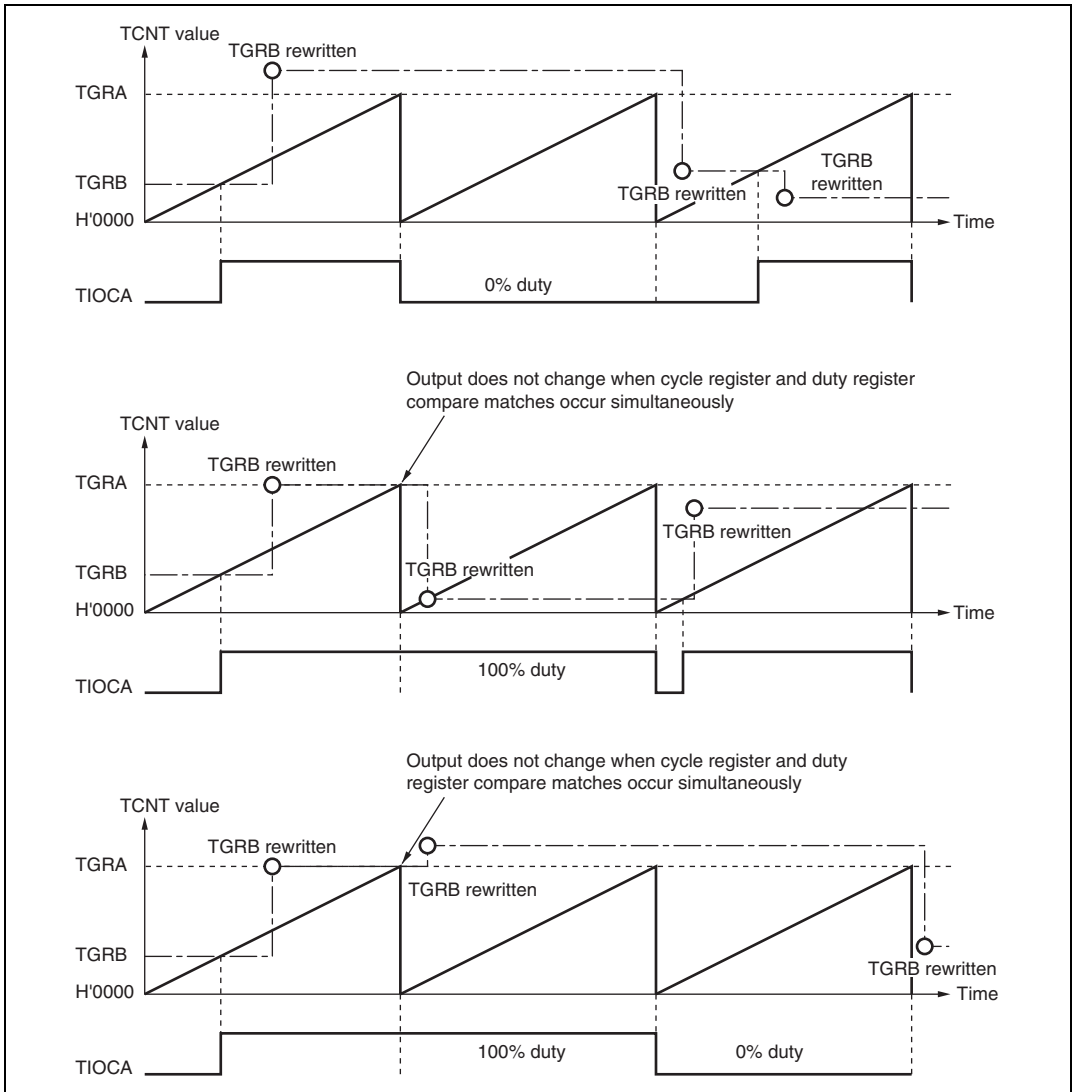 TCNT value
TGRB rewritten
TGRA
TGRB
rewritten
TGRB
TGRB rewritten
H'0000
Time
0% duty
TIOCA
Output does not change when cycle register and duty register
compare matches occur simultaneously
TCNT value
TGRB rewritten
TGRA
TGRB rewritten
TGRB
TGRB rewritten
H'0000
Time
100% duty
TIOCA
Output does not change when cycle register and duty
register compare matches occur simultaneously
TCNT value
TGRB rewritten
TGRA
TGRB rewritten
TGRB
TGRB rewritten
H'0000
Time
100% duty
0% duty
TIOCA